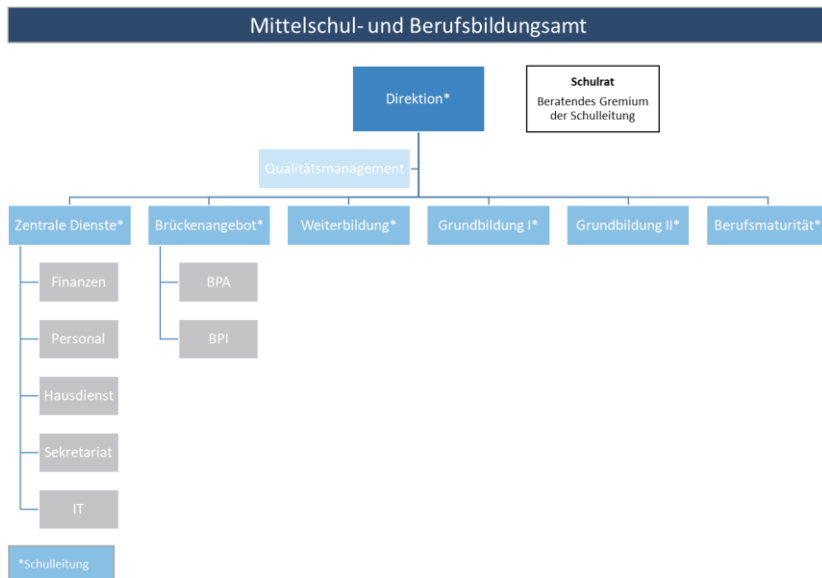 Mittelschul- und Berufsbildungsamt
Direktion*
Schulrat
Beratendes Gremium
der Schulleitung
Qualitätsmanagement
Zentrale Dienste*
Brückenangebot*
Weiterbildung*
Grundbildung I*
Grundbildung II*
Berufsmaturität*
Finanzen
BPA
Personal
BPI
Hausdienst
Sekretariat
IT
*Schulleitung